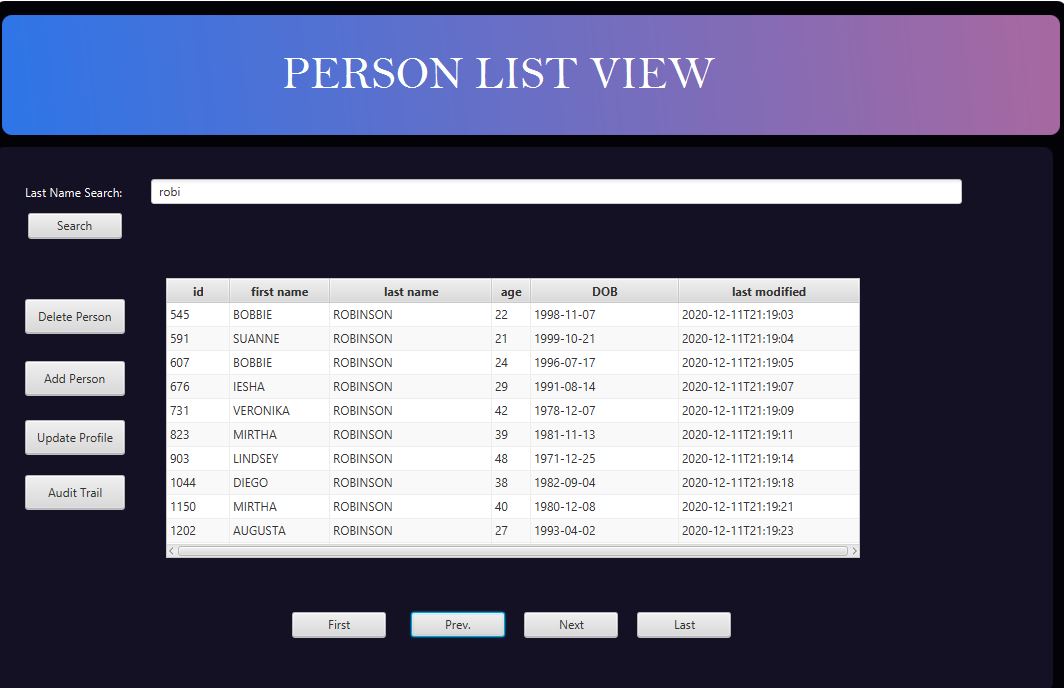 PERSON LIST VIEW
Last Name Search: robi
Search
id first name last name age DOB last modified
Delete Person
545 BOBBIE ROBINSON 22 1998-11-07 2020-12-11T21:19:03
591 SUANNE ROBINSON 21 1999-10-21 2020-12-11T21:19:04
607 BOBBIE ROBINSON 24 1996-07-17 2020-12-11T21:19:05
Add Person
676 IESHA ROBINSON 29 1991-08-14 2020-12-11T21:19:07
731 VERONIKA ROBINSON 42 1978-12-07 2020-12-11T21:19:09
Update Profile
823 MIRTHA ROBINSON 39 1981-11-13 2020-12-11T21:19:11
903 LINDSEY ROBINSON 48 1971-12-25 2020-12-11T21:19:14
1044 DIEGO ROBINSON 38 1982-09-04 2020-12-11T21:19:18
Audit Trail
1150 MIRTHA ROBINSON 40 1980-12-08 2020-12-11T21:19:21
1202 AUGUSTA ROBINSON 27 1993-04-02 2020-12-11T21:19:23
First Prev. Next Last